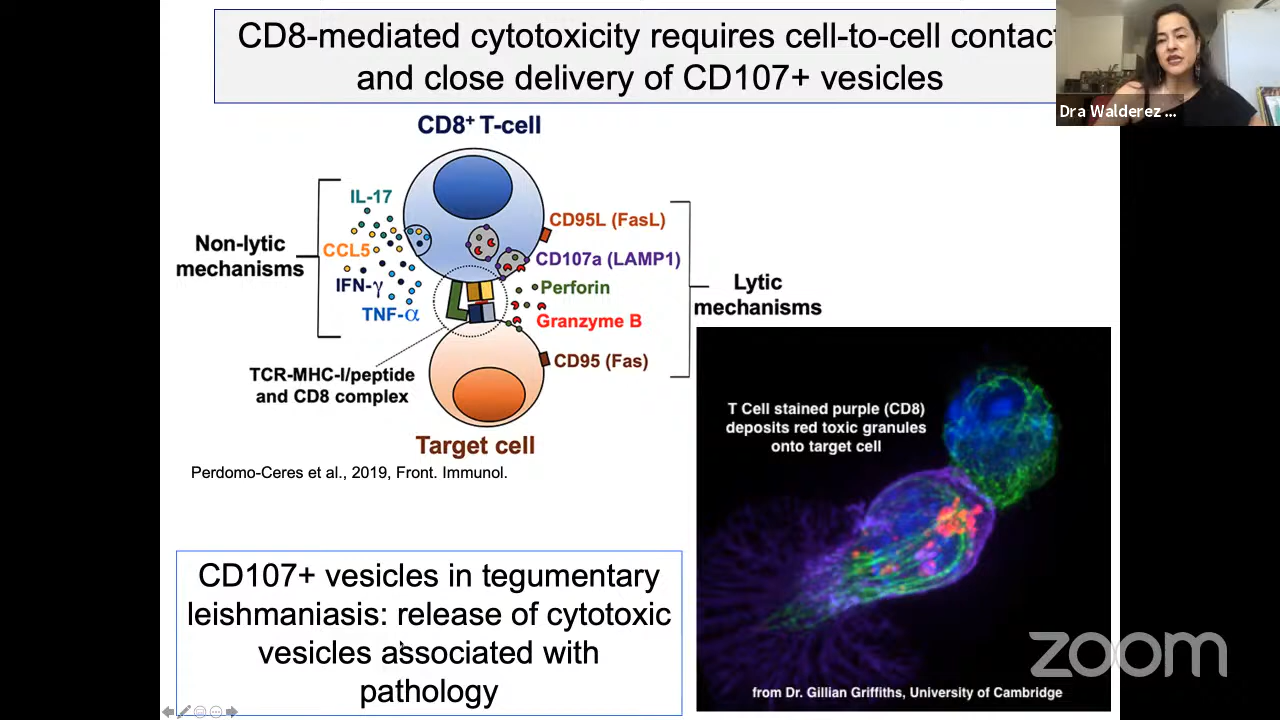 CD8-mediated cytotoxicity requires cell-to-cell contact
and close delivery of CD107+ vesicles
Dra Walderez ...
CD8+ T-cell
IL-17
CCL5
IFN-γ
TNF-α
Non-lytic
mechanisms
CD95L (FasL)
CD107a (LAMP1)
Perforin
Granzyme B
CD95 (Fas)
Lytic
mechanisms
TCR-MHC-I/peptide
and CD8 complex
Target cell
Perdomo-Ceres et al., 2019, Front. Immunol.
T Cell stained purple (CD8)
deposits red toxic granules
onto target cell
from Dr. Gillian Griffiths, University of Cambridge
CD107+ vesicles in tegumentary
leishmaniasis: release of cytotoxic
vesicles associated with
pathology
zoom